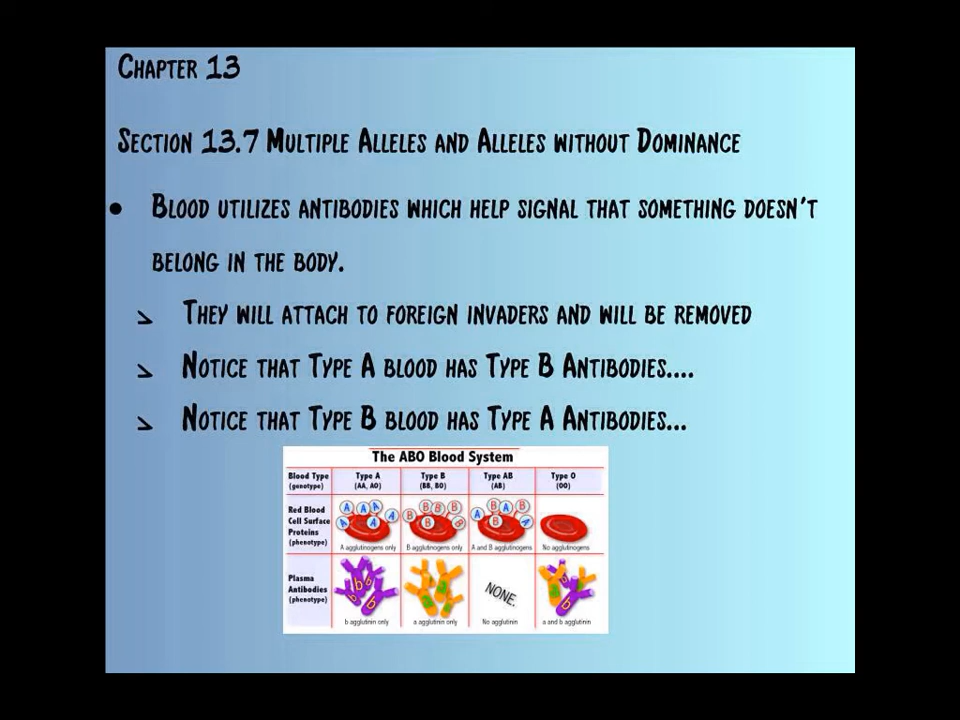 Chapter 13
Section 13.7 Multiple Alleles and Alleles without Dominance
• Blood utilizes antibodies which help signal that something doesn't
belong in the body.
They will attach to foreign invaders and will be removed
Notice that Type A blood has Type B Antibodies....
Notice that Type B blood has Type A Antibodies...
The ABO Blood System
Blood Type (genotype) Type A (AA, AO) Type B (BB, BO) Type AB (AB) Type O (OO)
Red Blood Cell Surface Proteins (phenotype)
A A A A A A B B B B B B A B A B B A
A agglutinogens only B agglutinogens only A and B agglutinogens No agglutinogens
Plasma Antibodies (phenotype)
b b b b NONE. b
b agglutinin only a agglutinin only No agglutinin a and b agglutinin